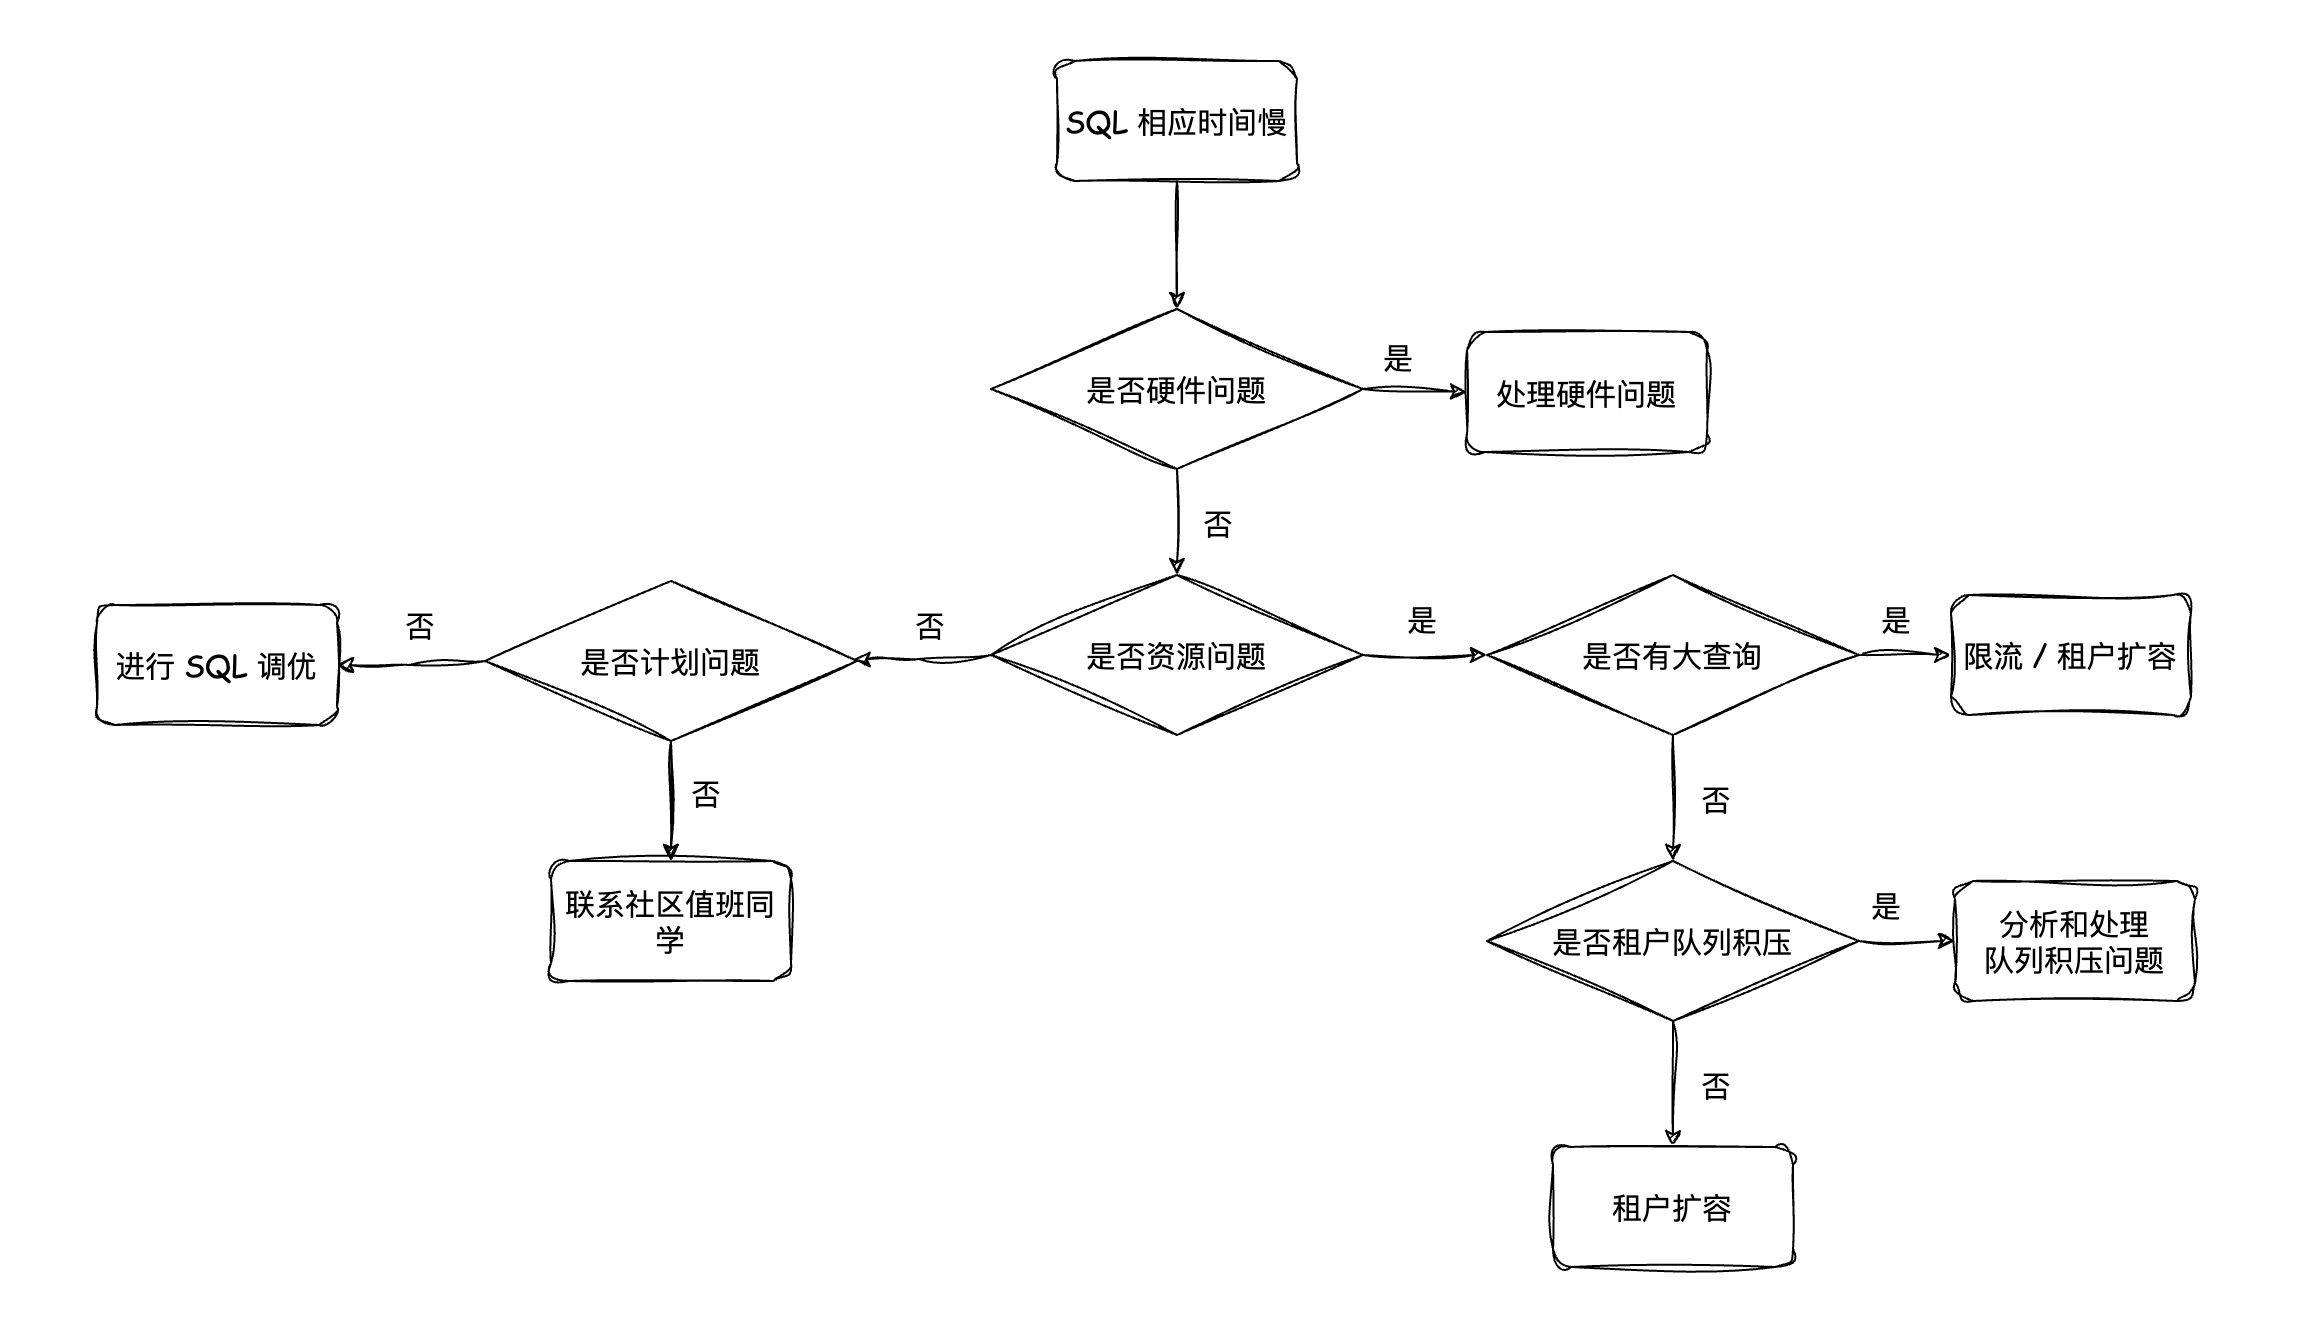 SQL 相应时间慢
是
是否硬件问题
处理硬件问题
否
否
否
是
是
进行 SQL 调优
是否计划问题
是否资源问题
是否有大查询
限流 / 租户扩容
否
否
联系社区值班同
学
是
是否租户队列积压
分析和处理
队列积压问题
否
租户扩容